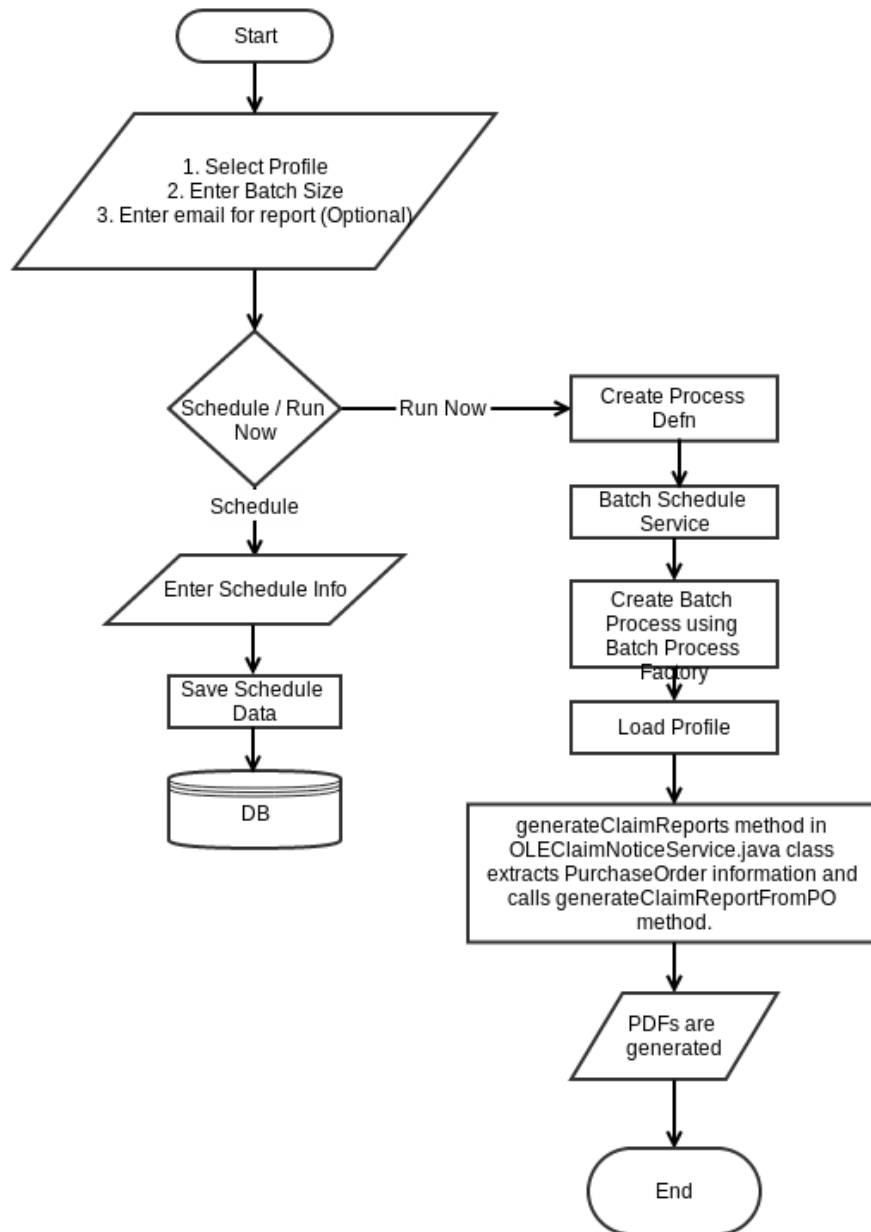 Start
1. Select Profile
2. Enter Batch Size
3. Enter email for report (Optional)
Schedule / Run
Now
Run Now
Create Process
Defn
Schedule
Batch Schedule
Service
Enter Schedule Info
Create Batch
Process using
Batch Process
Factory
Save Schedule
Data
Load Profile
DB
generateClaimReports method in
OLEClaimNoticeService.java class
extracts PurchaseOrder information and
calls generateClaimReportFromPO
method.
PDFs are
generated
End